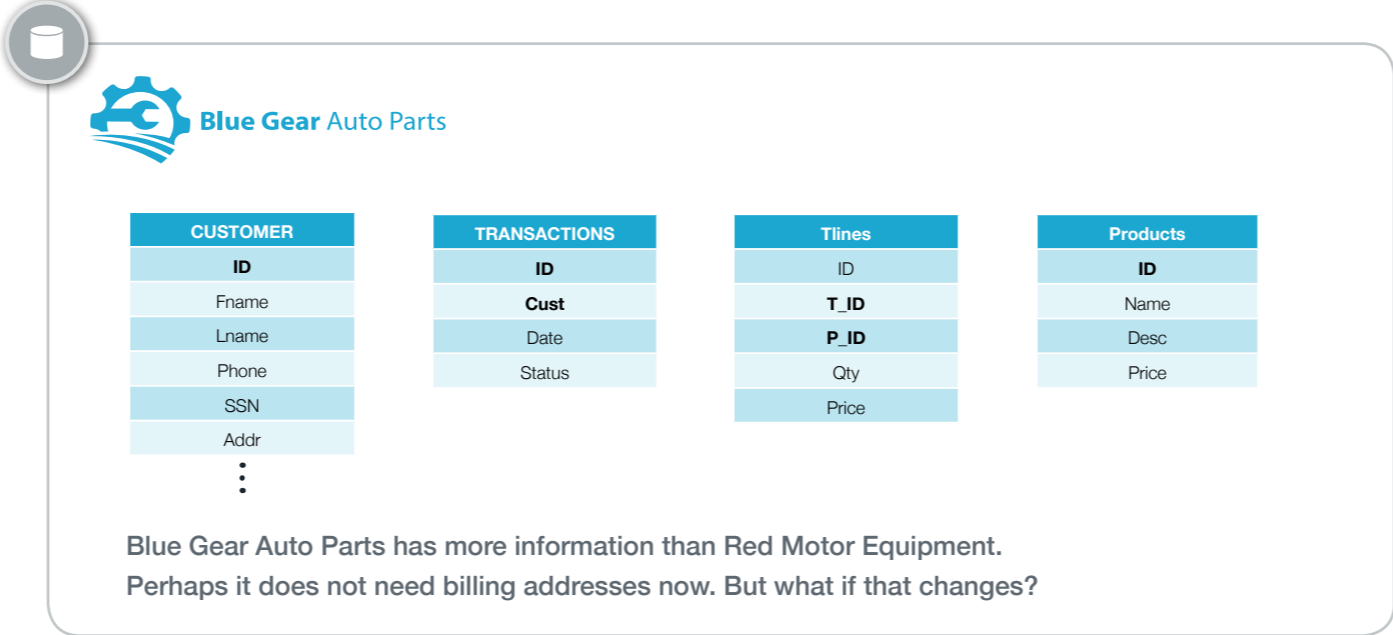 Blue Gear Auto Parts
CUSTOMER
ID
Fname
Lname
Phone
SSN
Addr
TRANSACTIONS
ID
Cust
Date
Status
Tlines
ID
T_ID
P_ID
Qty
Price
Products
ID
Name
Desc
Price
Blue Gear Auto Parts has more information than Red Motor Equipment.
Perhaps it does not need billing addresses now. But what if that changes?